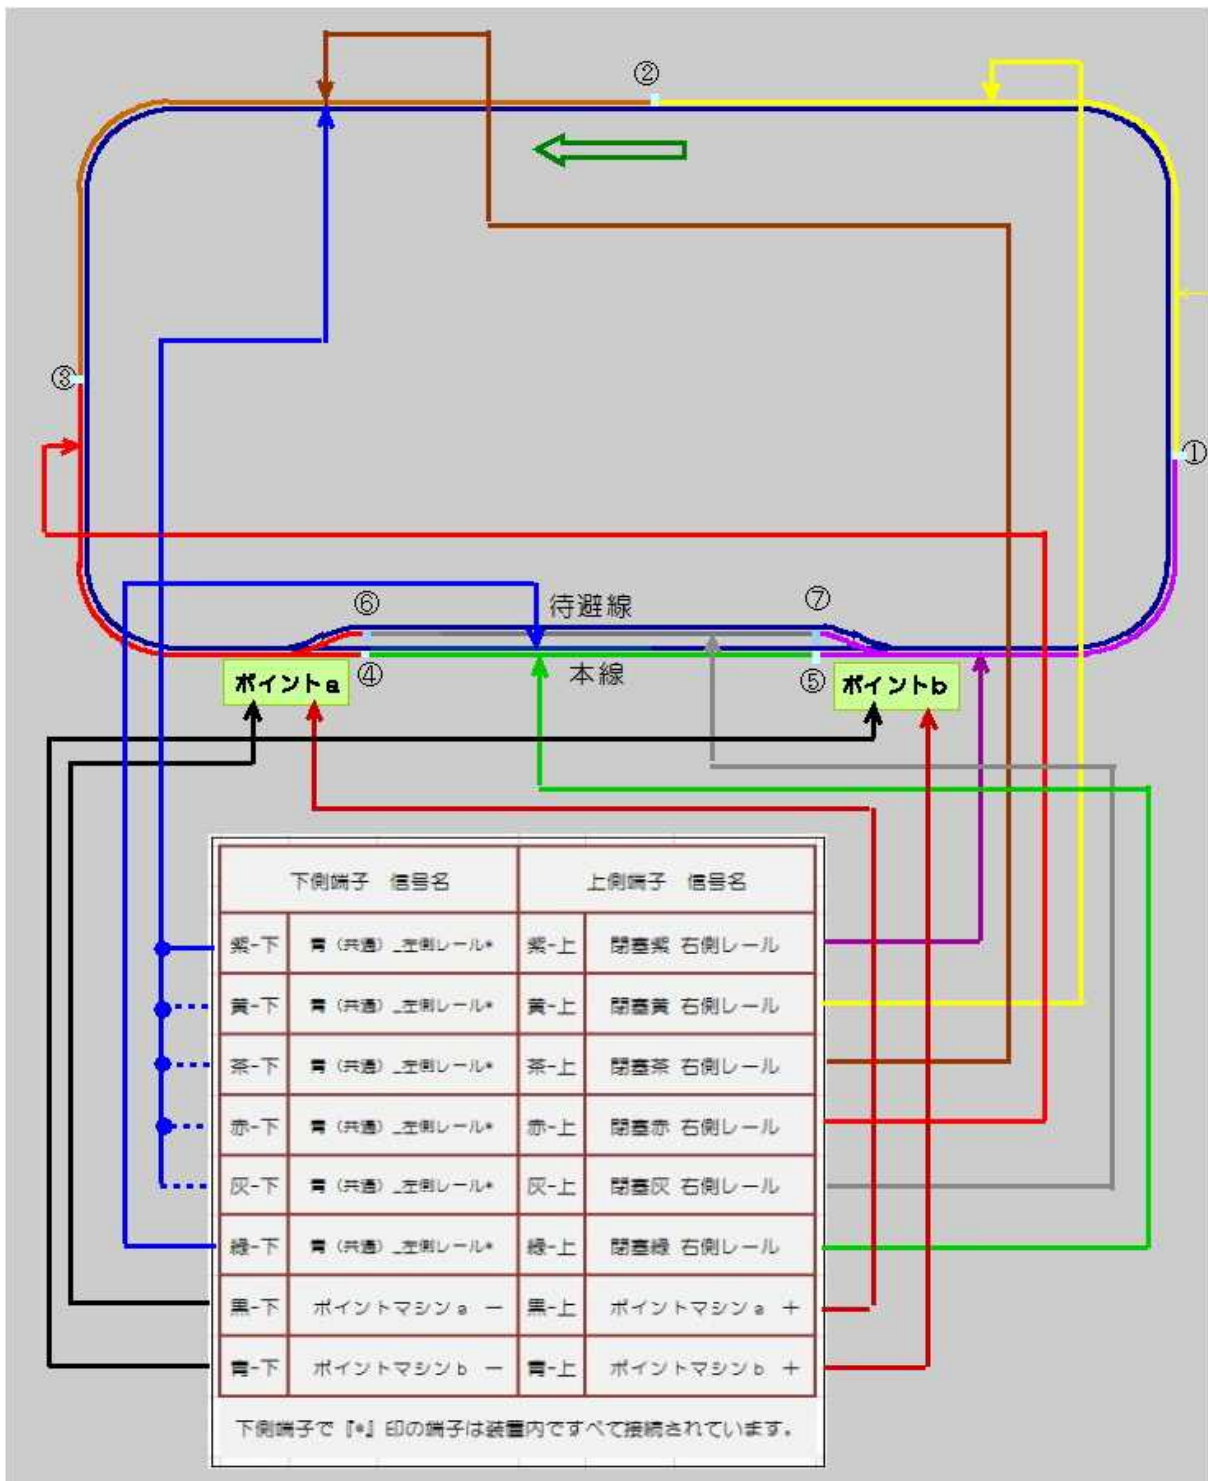 ②
③
①
⑥
待避線
⑦
ポイントa
④
本線
⑤
ポイントb
下側端子 信号名 上側端子 信号名
紫-下 青（共通）_左側レール* 紫-上 閉塞紫 右側レール
黄-下 青（共通）_左側レール* 黄-上 閉塞黄 右側レール
茶-下 青（共通）_左側レール* 茶-上 閉塞茶 右側レール
赤-下 青（共通）_左側レール* 赤-上 閉塞赤 右側レール
灰-下 青（共通）_左側レール* 灰-上 閉塞灰 右側レール
緑-下 青（共通）_左側レール* 緑-上 閉塞緑 右側レール
黒-下 ポイントマシンa － 黒-上 ポイントマシンa ＋
青-下 ポイントマシンb － 青-上 ポイントマシンb ＋
下側端子で『*』印の端子は装置内ですべて接続されています。